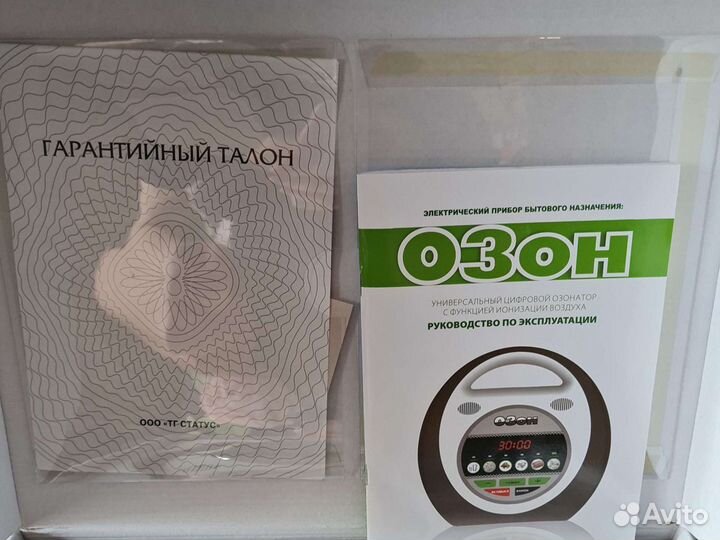 ГАРАНТИЙНЫЙ ТАЛОН
ООО «ТГ СТАТУС»
ЭЛЕКТРИЧЕСКИЙ ПРИБОР БЫТОВОГО НАЗНАЧЕНИЯ:
ОЗОН
УНИВЕРСАЛЬНЫЙ ЦИФРОВОЙ ОЗОНАТОР
С ФУНКЦИЕЙ ИОНИЗАЦИИ ВОЗДУХА
РУКОВОДСТВО ПО ЭКСПЛУАТАЦИИ
ОЗОН
30:00
Avito